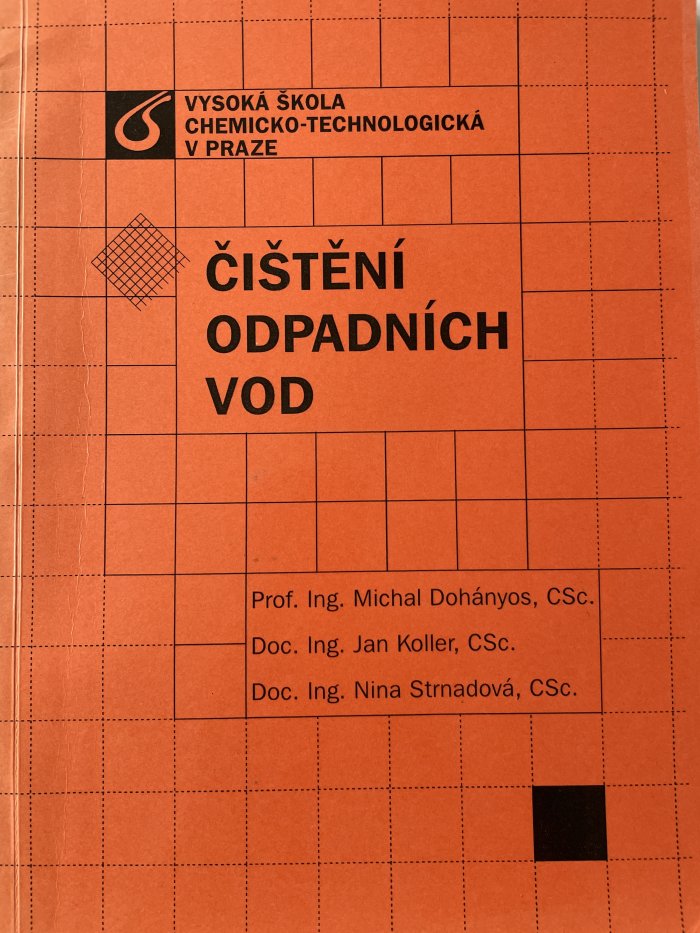 VYSOKÁ ŠKOLA
CHEMICKO-TECHNOLOGICKÁ
V PRAZE
ČIŠTĚNÍ
ODPADNÍCH
VOD
Prof. Ing. Michal Dohányos, CSc.
Doc. Ing. Jan Koller, CSc.
Doc. Ing. Nina Strnadová, CSc.